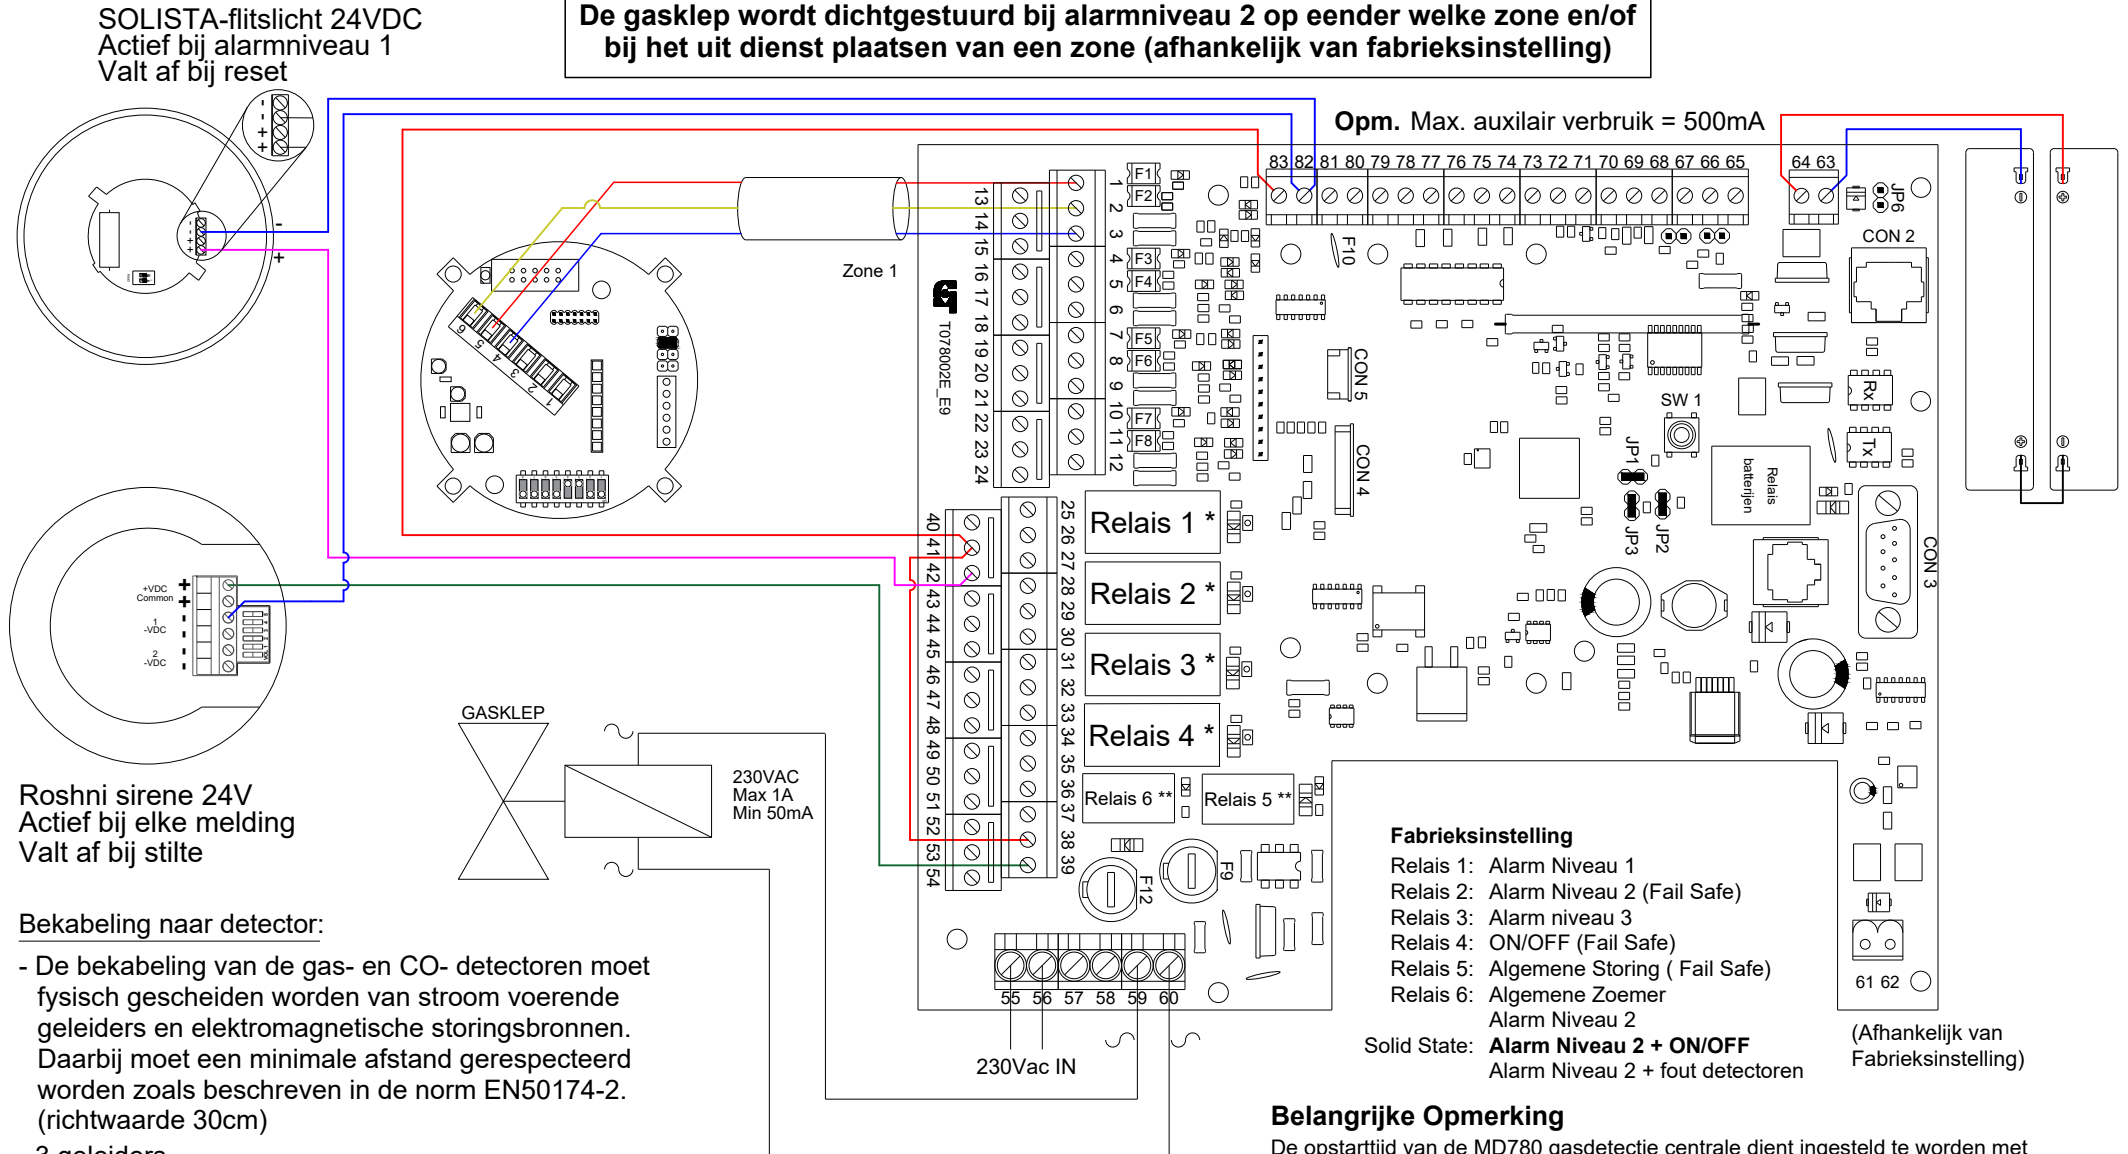 SOLISTA-flitslicht 24VDC
Actief bij alarmniveau 1
Valt af bij reset
De gasklep wordt dichtgestuurd bij alarmniveau 2 op eender welke zone en/of
bij het uit dienst plaatsen van een zone (afhankelijk van fabrieksinstelling)
Opm. Max. auxilair verbruik = 500mA
83 82 81 80 79 78 77 76 75 74 73 72 71 70 69 68 67 66 65
64 63
JP6
CON 2
F10
Zone 1
T07802E_E9
13 14 15 16 17 18 19 20 21 22 23 24
1 2 3 4 5 6 7 8 9 10 11 12
F1
F2
F3
F4
F5
F6
F7
F8
6 5 4 3 2 1
CON 5
CON 4
SW 1
JP1
JP3
JP2
Relais
batterijen
Rx
Tx
CON 3
40 41 42 43 44 45 46 47 48 49 50 51 52 53 54
25 26 27 28 29 30 31 32 33 34 35 36 37 38 39
Relais 1 *
Relais 2 *
Relais 3 *
Relais 4 *
Relais 6 **
Relais 5 **
F12
F9
+VDC
Common
1
-VDC
2
-VDC
Roshni sirene 24V
Actief bij elke melding
Valt af bij stilte
GASKLEP
230VAC
Max 1A
Min 50mA
55 56 57 58 59 60
230Vac IN
61 62
(Afhankelijk van
Fabrieksinstelling)
Fabrieksinstelling
Relais 1: Alarm Niveau 1
Relais 2: Alarm Niveau 2 (Fail Safe)
Relais 3: Alarm niveau 3
Relais 4: ON/OFF (Fail Safe)
Relais 5: Algemene Storing ( Fail Safe)
Relais 6: Algemene Zoemer
Alarm Niveau 2
Solid State: Alarm Niveau 2 + ON/OFF
Alarm Niveau 2 + fout detectoren
Bekabeling naar detector:
- De bekabeling van de gas- en CO- detectoren moet
fysisch gescheiden worden van stroom voerende
geleiders en elektromagnetische storingsbronnen.
Daarbij moet een minimale afstand gerespecteerd
worden zoals beschreven in de norm EN50174-2.
(richtwaarde 30cm)
3 geleiders
Belangrijke Opmerking
De opstarttijd van de MD780 gasdetectie centrale dient ingesteld te worden met